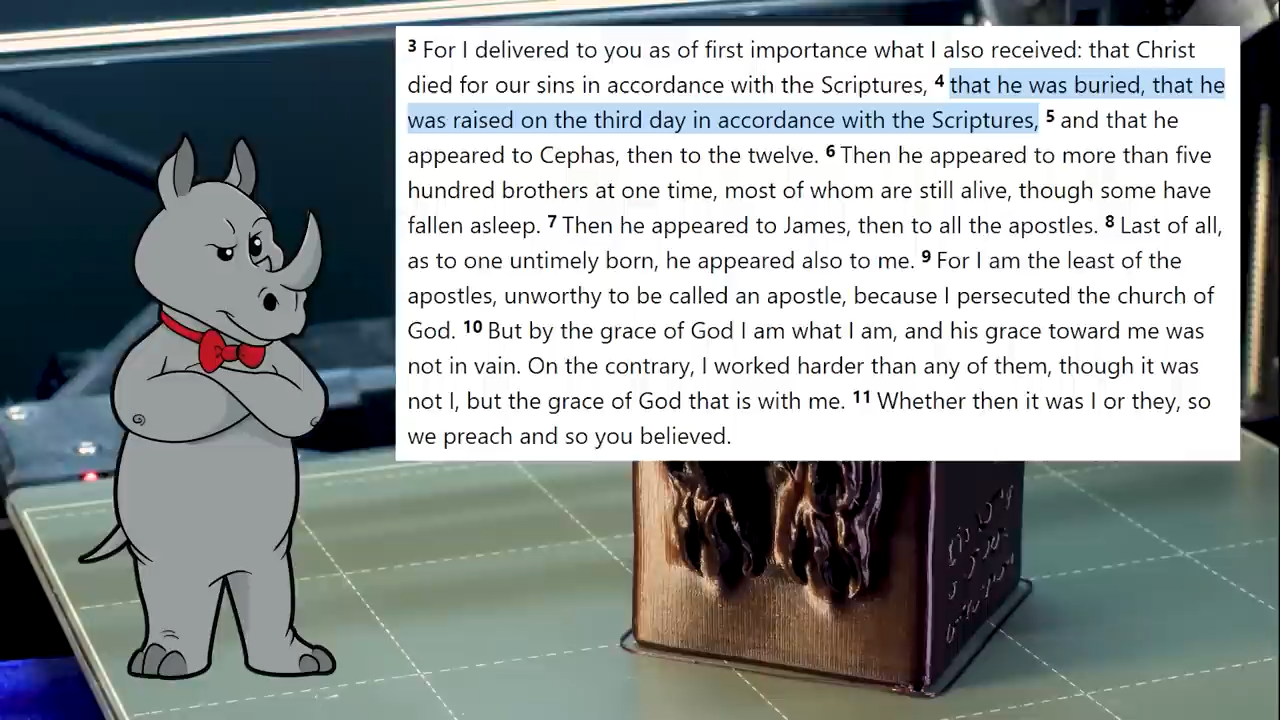 3 For I delivered to you as of first importance what I also received: that Christ
died for our sins in accordance with the Scriptures, 4 that he was buried, that he
was raised on the third day in accordance with the Scriptures, 5 and that he
appeared to Cephas, then to the twelve. 6 Then he appeared to more than five
hundred brothers at one time, most of whom are still alive, though some have
fallen asleep. 7 Then he appeared to James, then to all the apostles. 8 Last of all,
as to one untimely born, he appeared also to me. 9 For I am the least of the
apostles, unworthy to be called an apostle, because I persecuted the church of
God. 10 But by the grace of God I am what I am, and his grace toward me was
not in vain. On the contrary, I worked harder than any of them, though it was
not I, but the grace of God that is with me. 11 Whether then it was I or they, so
we preach and so you believed.